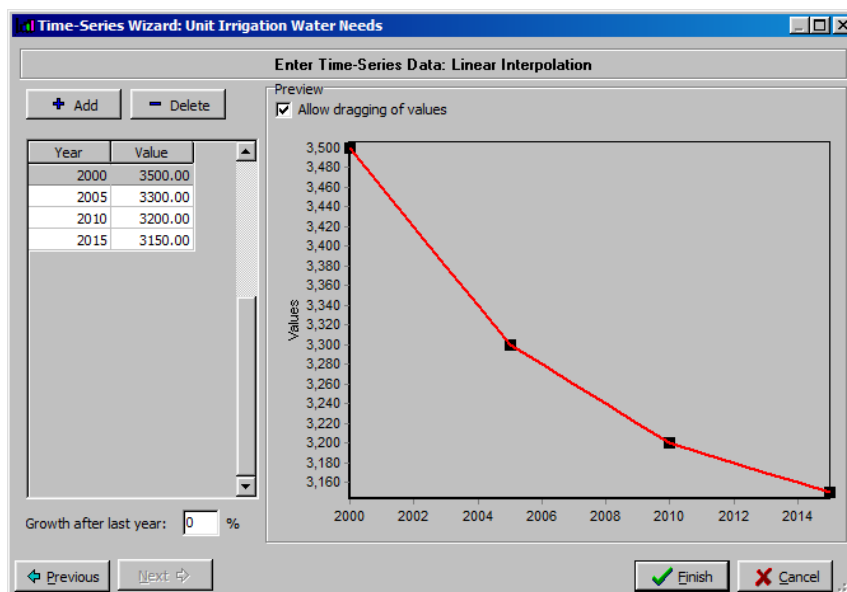 Time-Series Wizard: Unit Irrigation Water Needs
Enter Time-Series Data: Linear Interpolation
Add
Delete
Year Value
2000 3500.00
2005 3300.00
2010 3200.00
2015 3150.00
Growth after last year: 0 %
Preview
Allow dragging of values
Values
3,500
3,480
3,460
3,440
3,420
3,400
3,380
3,360
3,340
3,320
3,300
3,280
3,260
3,240
3,220
3,200
3,180
3,160
2000 2002 2004 2006 2008 2010 2012 2014
Previous
Next
Finish
Cancel